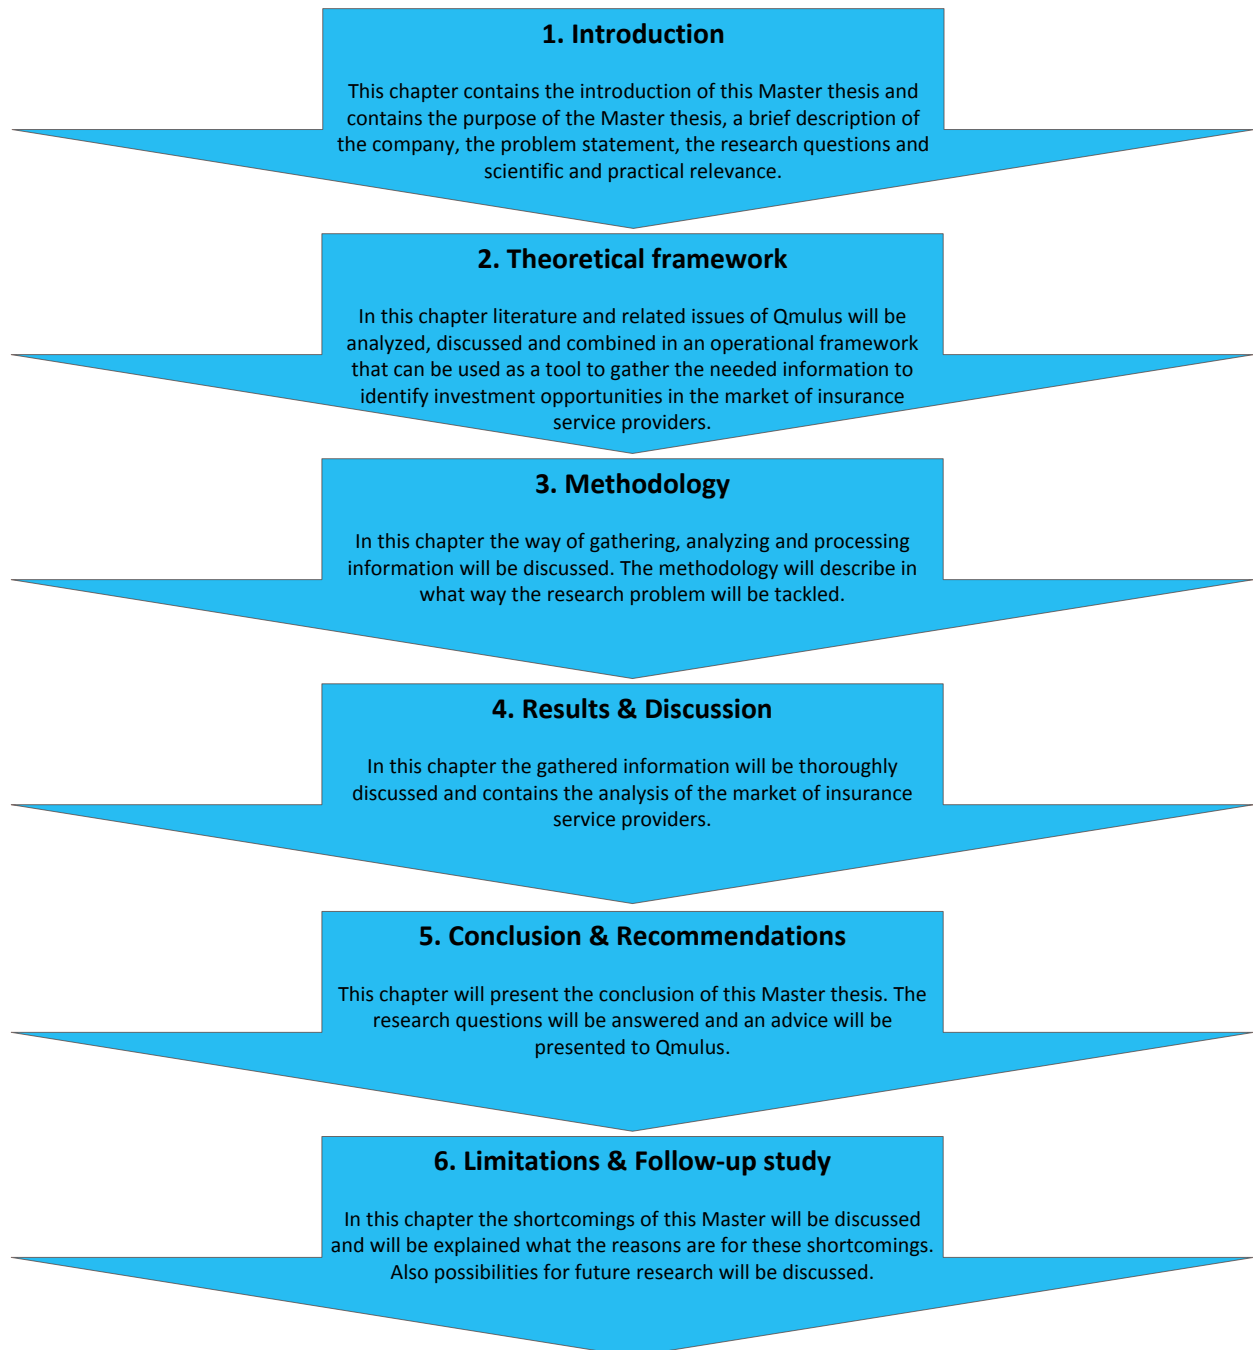 1. Introduction
This chapter contains the introduction of this Master thesis and
contains the purpose of the Master thesis, a brief description of
the company, the problem statement, the research questions and
scientific and practical relevance.
2. Theoretical framework
In this chapter literature and related issues of Qmulus will be
analyzed, discussed and combined in an operational framework
that can be used as a tool to gather the needed information to
identify investment opportunities in the market of insurance
service providers.
3. Methodology
In this chapter the way of gathering, analyzing and processing
information will be discussed. The methodology will describe in
what way the research problem will be tackled.
4. Results & Discussion
In this chapter the gathered information will be thoroughly
discussed and contains the analysis of the market of insurance
service providers.
5. Conclusion & Recommendations
This chapter will present the conclusion of this Master thesis. The
research questions will be answered and an advice will be
presented to Qmulus.
6. Limitations & Follow-up study
In this chapter the shortcomings of this Master will be discussed
and will be explained what the reasons are for these shortcomings.
Also possibilities for future research will be discussed.